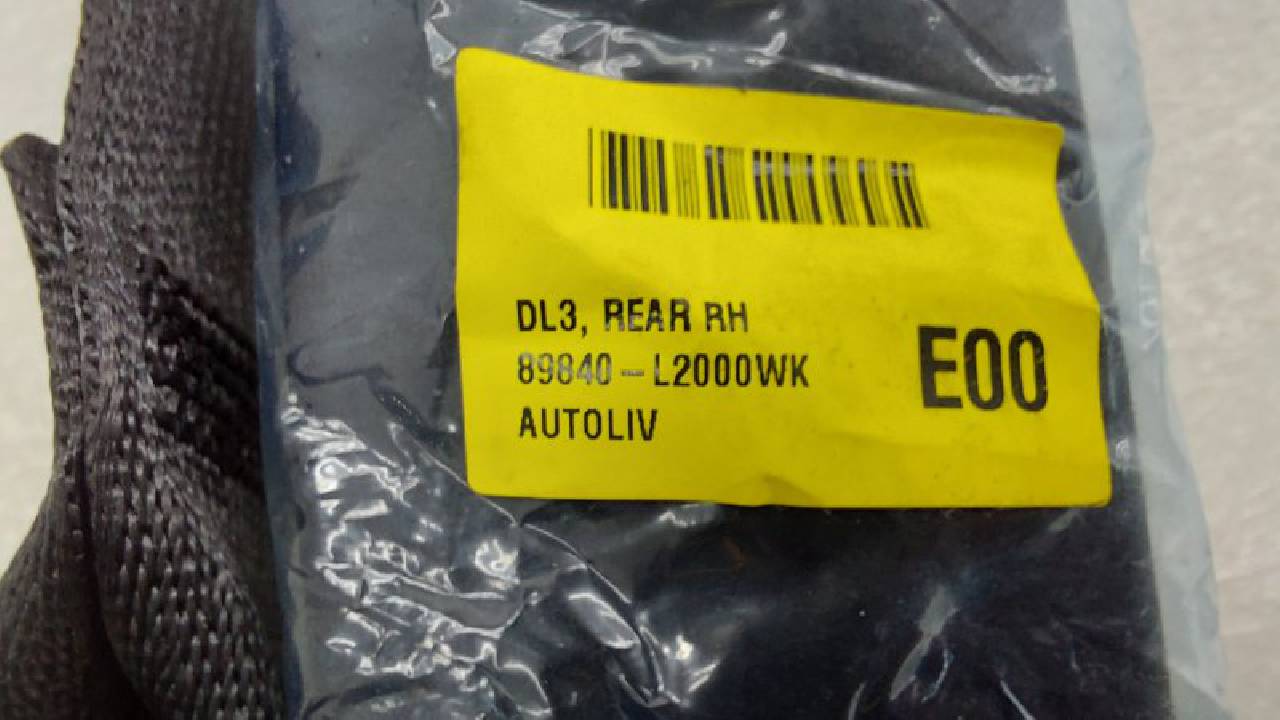 DL3, REAR RH
89840-L2000WK
AUTOLIV
E00